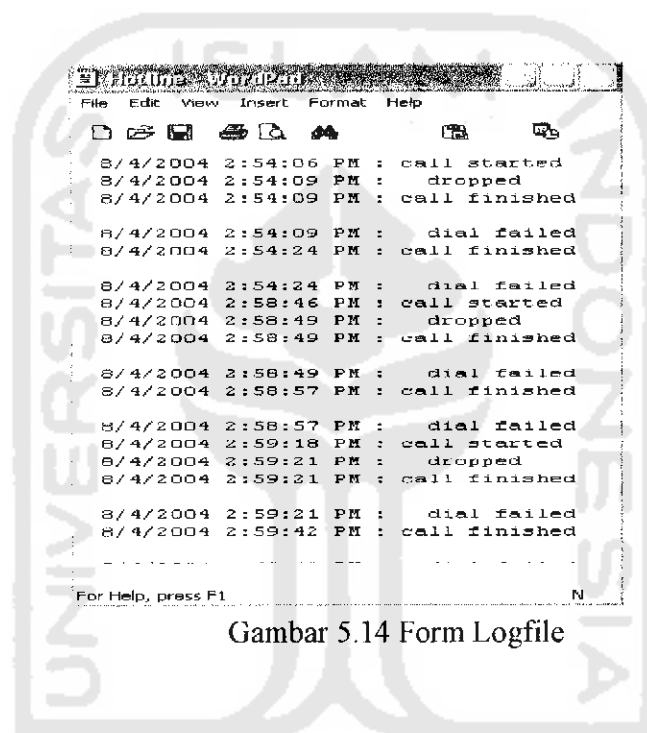 ISLAM
UNIVERSITAS
INDONESIA
Hotline - WordPad
File Edit View Insert Format Help
8/4/2004 2:54:06 PM : call started
8/4/2004 2:54:09 PM : dropped
8/4/2004 2:54:09 PM : call finished
8/4/2004 2:54:09 PM : dial failed
8/4/2004 2:54:24 PM : call finished
8/4/2004 2:54:24 PM : dial failed
8/4/2004 2:58:46 PM : call started
8/4/2004 2:58:49 PM : dropped
8/4/2004 2:58:49 PM : call finished
8/4/2004 2:58:49 PM : dial failed
8/4/2004 2:58:57 PM : call finished
8/4/2004 2:58:57 PM : dial failed
8/4/2004 2:59:18 PM : call started
8/4/2004 2:59:21 PM : dropped
8/4/2004 2:59:21 PM : call finished
8/4/2004 2:59:21 PM : dial failed
8/4/2004 2:59:42 PM : call finished
For Help, press F1 N
Gambar 5.14 Form Logfile